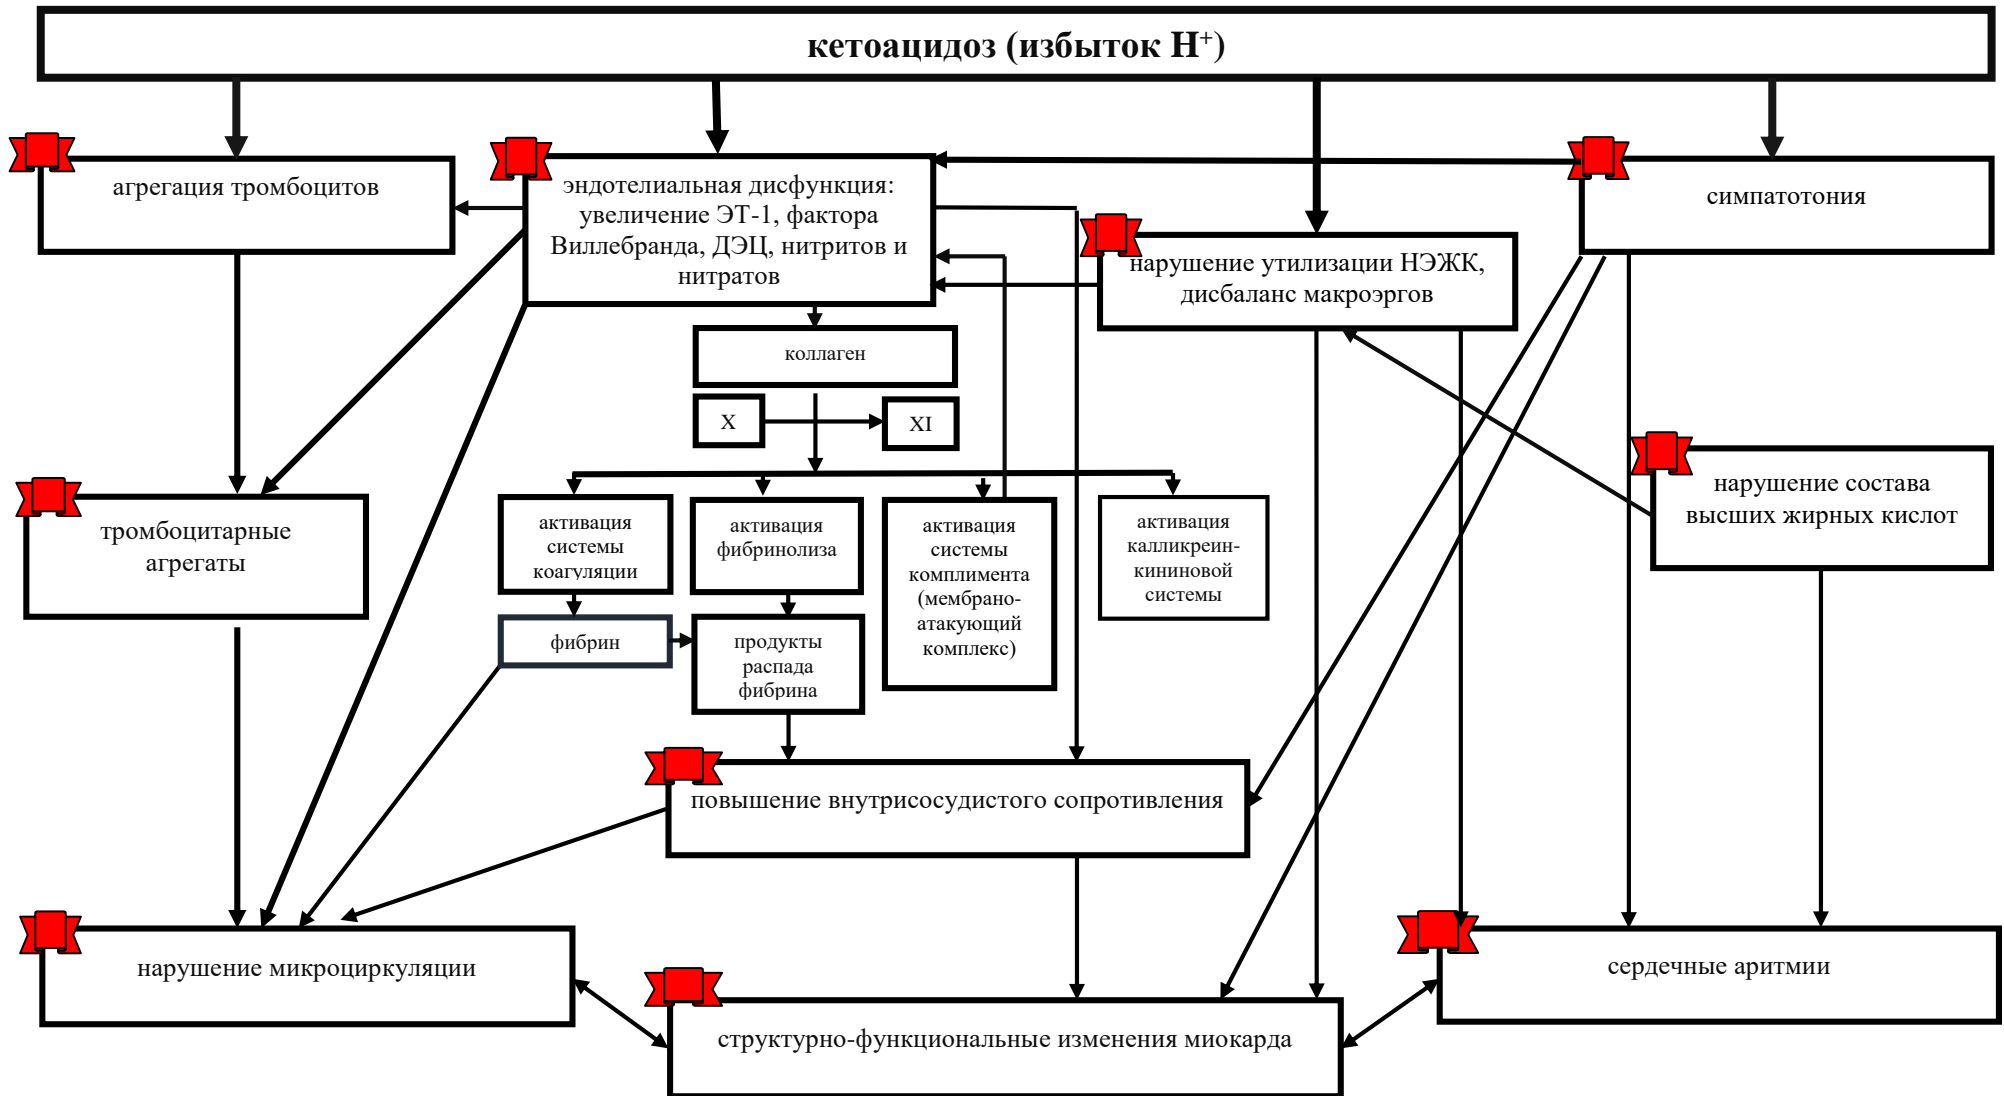 кетоацидоз (избыток Н⁺)
агрегация тромбоцитов
эндотелиальная дисфункция:
увеличение ЭТ-1, фактора
Виллебранда, ДЭЦ, нитритов и
нитратов
симпатотония
нарушение утилизации НЭЖК,
дисбаланс макроэргов
коллаген
X
XI
нарушение состава
высших жирных кислот
тромбоцитарные
агрегаты
активация
системы
коагуляции
активация
фибринолиза
активация
системы
комплимента
(мембрано-
атакующий
комплекс)
активация
калликреин-
кининовой
системы
фибрин
продукты
распада
фибрина
повышение внутрисосудистого сопротивления
нарушение микроциркуляции
сердечные аритмии
структурно-функциональные изменения миокарда